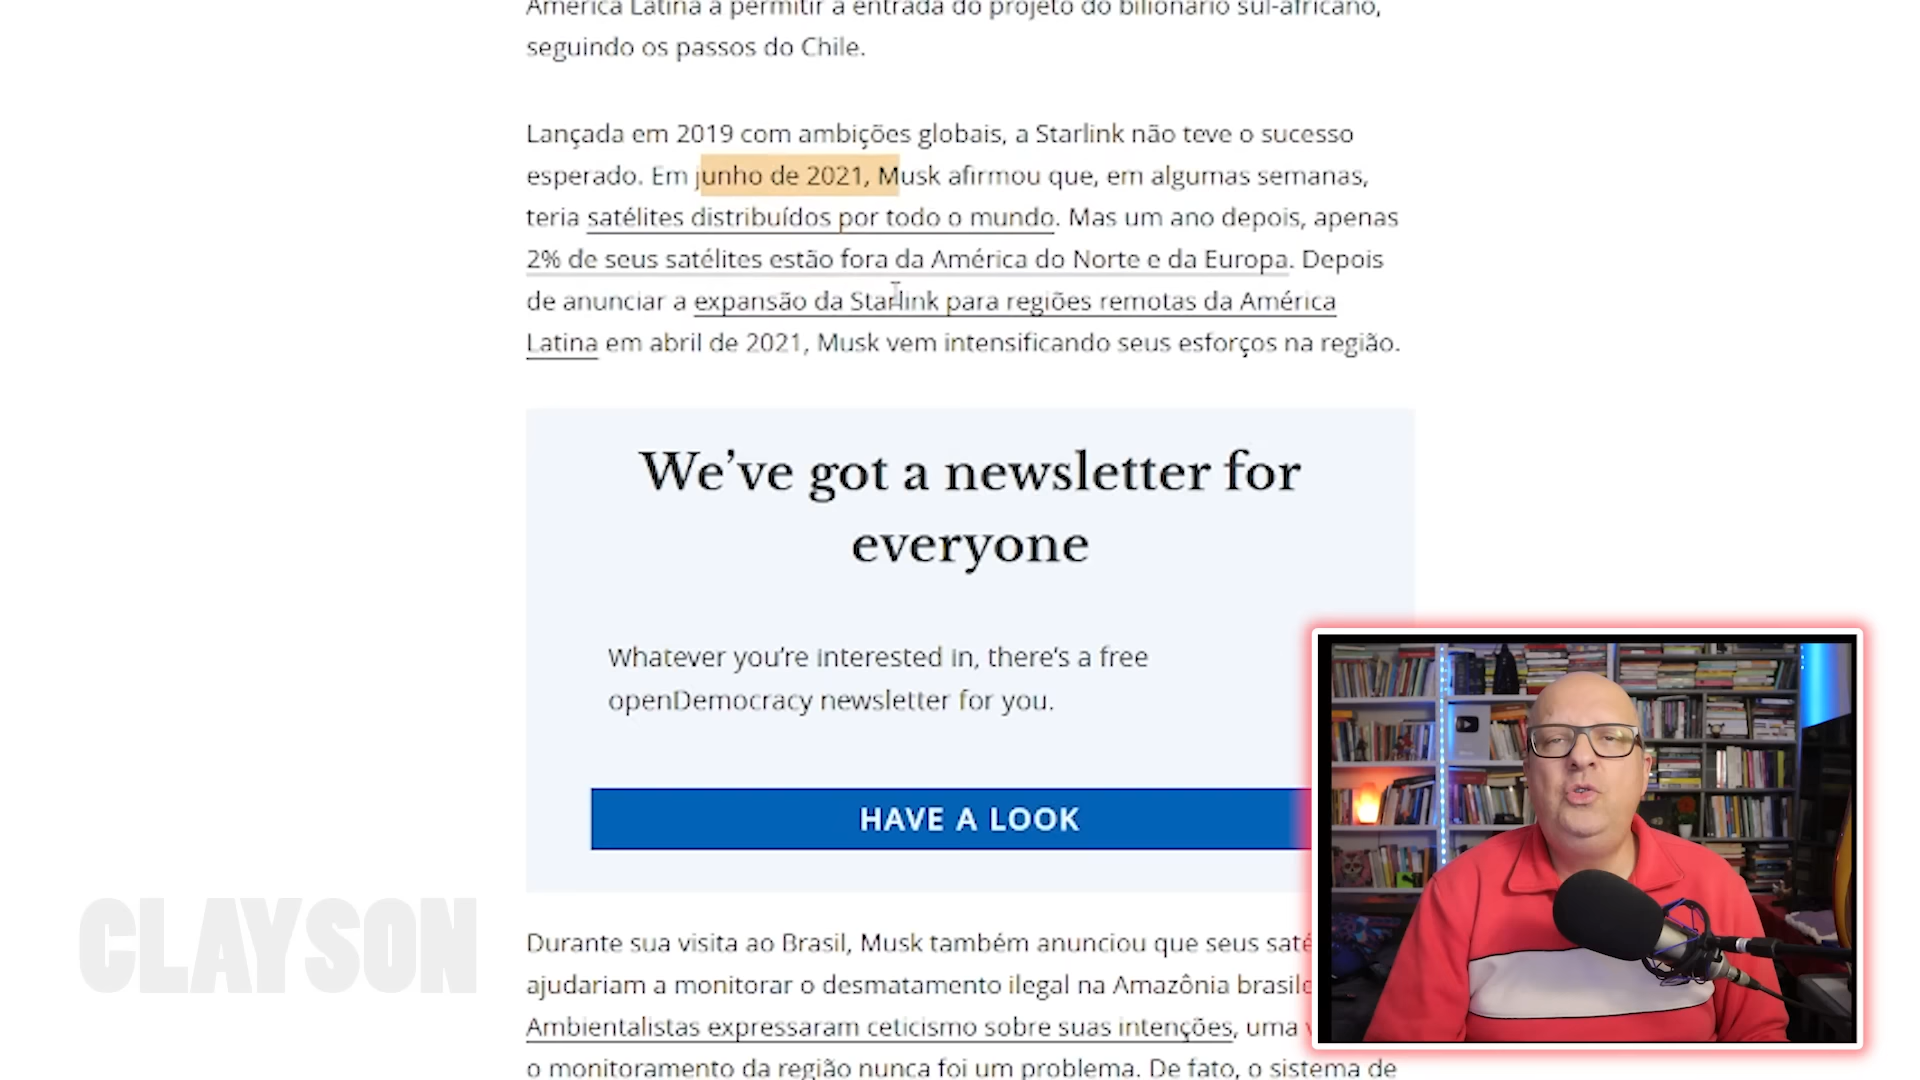 América Latina a permitir a entrada do projeto do bilionário sul-africano,
seguindo os passos do Chile.
Lançada em 2019 com ambições globais, a Starlink não teve o sucesso
esperado. Em junho de 2021, Musk afirmou que, em algumas semanas,
teria satélites distribuídos por todo o mundo. Mas um ano depois, apenas
2% de seus satélites estão fora da América do Norte e da Europa. Depois
de anunciar a expansão da Starlink para regiões remotas da América
Latina em abril de 2021, Musk vem intensificando seus esforços na região.
We've got a newsletter for
everyone
Whatever you're interested in, there's a free
openDemocracy newsletter for you.
HAVE A LOOK
CLAYSON
Durante sua visita ao Brasil, Musk também anunciou que seus saté
ajudariam a monitorar o desmatamento ilegal na Amazônia brasile
Ambientalistas expressaram ceticismo sobre suas intenções, uma v
o monitoramento da região nunca foi um problema. De fato, o sistema de